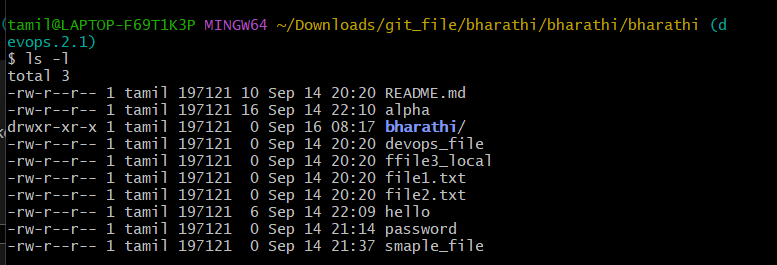 (tamil@LAPTOP-F69T1K3P MINGW64 ~/Downloads/git_file/bharathi/bharathi/bharathi (d
evops.2.1)
$ ls -l
total 3
-rw-r--r-- 1 tamil 197121 10 Sep 14 20:20 README.md
-rw-r--r-- 1 tamil 197121 16 Sep 14 22:10 alpha
drwxr-xr-x 1 tamil 197121  0 Sep 16 08:17 bharathi/
-rw-r--r-- 1 tamil 197121  0 Sep 14 20:20 devops_file
-rw-r--r-- 1 tamil 197121  0 Sep 14 20:20 ffile3_local
-rw-r--r-- 1 tamil 197121  0 Sep 14 20:20 file1.txt
-rw-r--r-- 1 tamil 197121  0 Sep 14 20:20 file2.txt
-rw-r--r-- 1 tamil 197121  6 Sep 14 22:09 hello
-rw-r--r-- 1 tamil 197121  0 Sep 14 21:14 password
-rw-r--r-- 1 tamil 197121  0 Sep 14 21:37 smaple_file